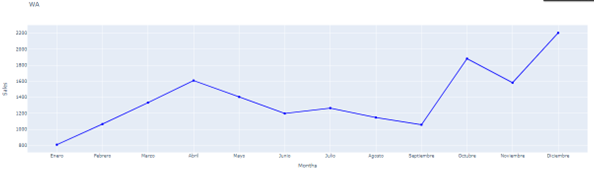 WA
2200
2000
1800
1600
1400
1200
1000
800
Sales
Enero Febrero Marzo Abril Mayo Junio Julio Agosto Septiembre Octubre Noviembre Diciembre
Months